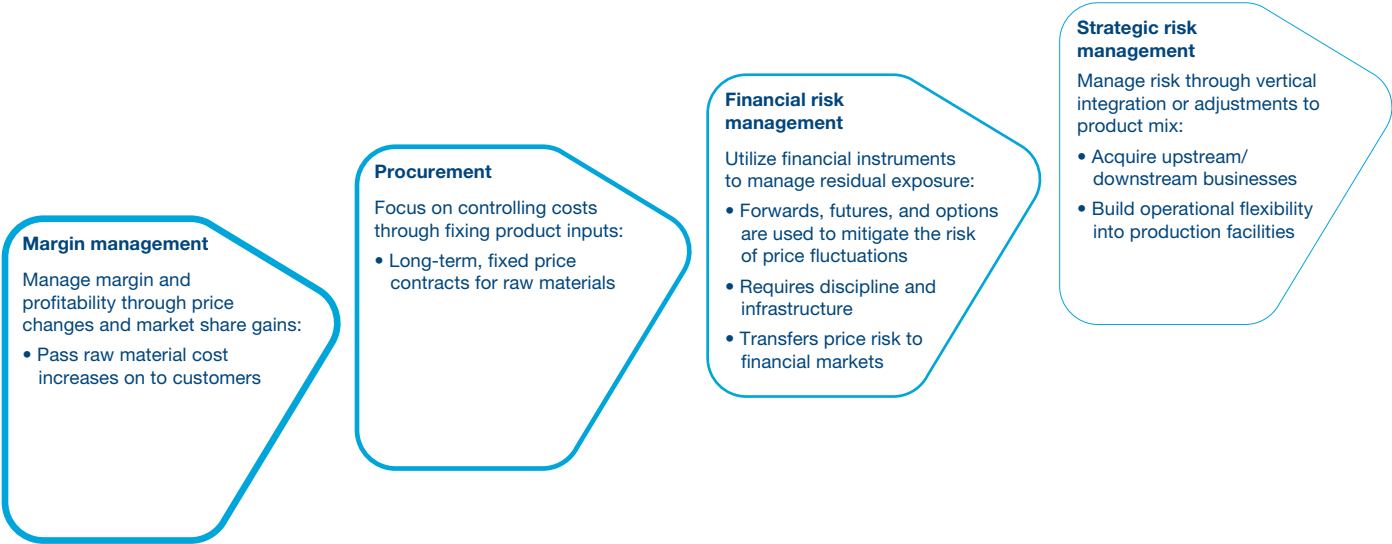 Margin management
Manage margin and
profitability through price
changes and market share gains:
• Pass raw material cost
increases on to customers
Procurement
Focus on controlling costs
through fixing product inputs:
• Long-term, fixed price
contracts for raw materials
Financial risk
management
Utilize financial instruments
to manage residual exposure:
• Forwards, futures, and options
are used to mitigate the risk
of price fluctuations
• Requires discipline and
infrastructure
• Transfers price risk to
financial markets
Strategic risk
management
Manage risk through vertical
integration or adjustments to
product mix:
• Acquire upstream/
downstream businesses
• Build operational flexibility
into production facilities